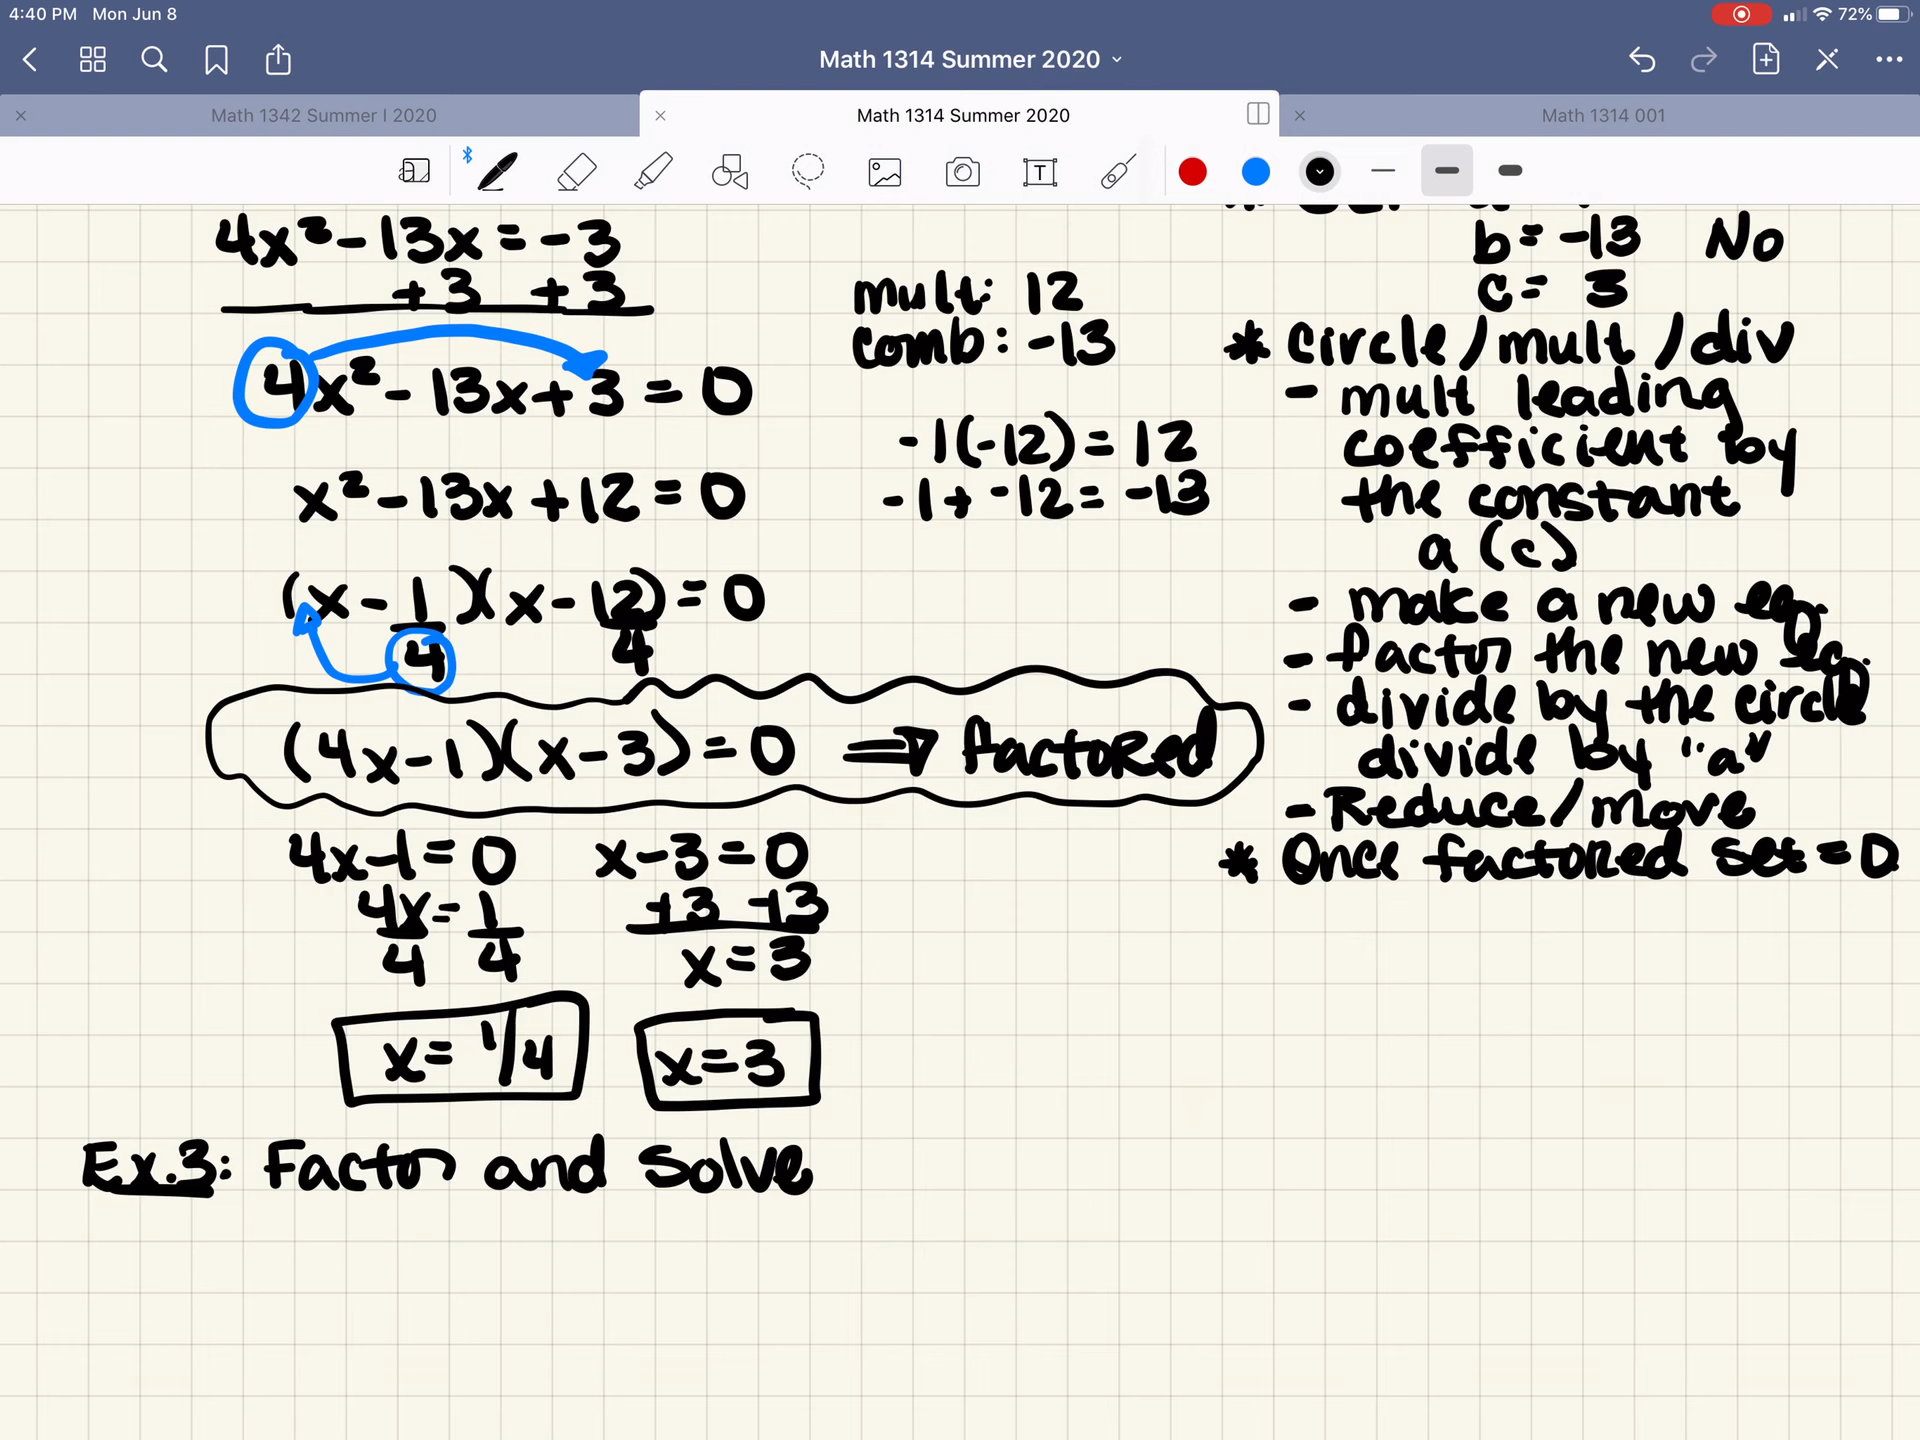 4:40 PM Mon Jun 8
72%
Math 1314 Summer 2020
Math 1342 Summer I 2020
Math 1314 Summer 2020
Math 1314 001
4x² - 13x = -3
+3 +3
4x² - 13x + 3 = 0
x² - 13x + 12 = 0
(x - 1/4)(x - 12/4) = 0
(4x - 1)(x - 3) = 0 ⇒ factored
4x - 1 = 0 x - 3 = 0
4x/4 = 1/4 +3 +3
x = 3
x = 1/4 x = 3
Ex.3: Factor and Solve
mult: 12
comb: -13
-1(-12) = 12
-1 + -12 = -13
b = -13 No
c = 3
* Circle/mult/div
- mult leading
coefficient by
the constant
a (c)
- make a new eq.
- factor the new eq.
- divide by the circle
divide by "a"
- Reduce/move
* Once factored set = 0